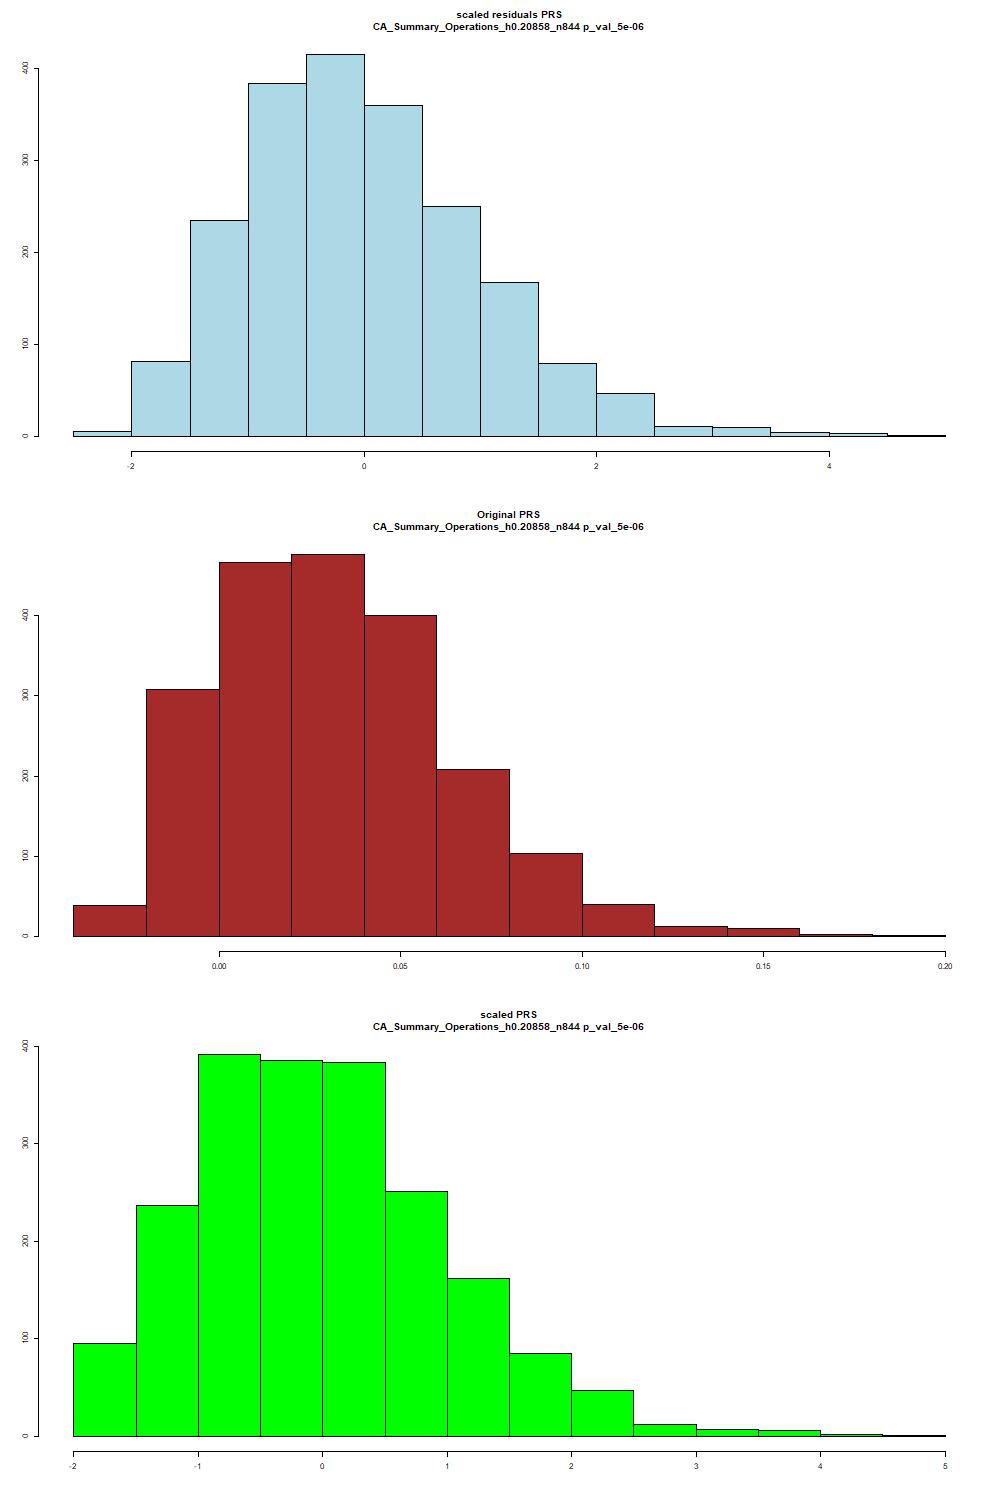 scaled residuals PRS
CA_Summary_Operations_h0.20858_n844 p_val_5e-06
400
300
200
100
0
-2 0 2 4
Original PRS
CA_Summary_Operations_h0.20858_n844 p_val_5e-06
400
300
200
100
0
0.00 0.05 0.10 0.15 0.20
scaled PRS
CA_Summary_Operations_h0.20858_n844 p_val_5e-06
400
300
200
100
0
-2 -1 0 1 2 3 4 5